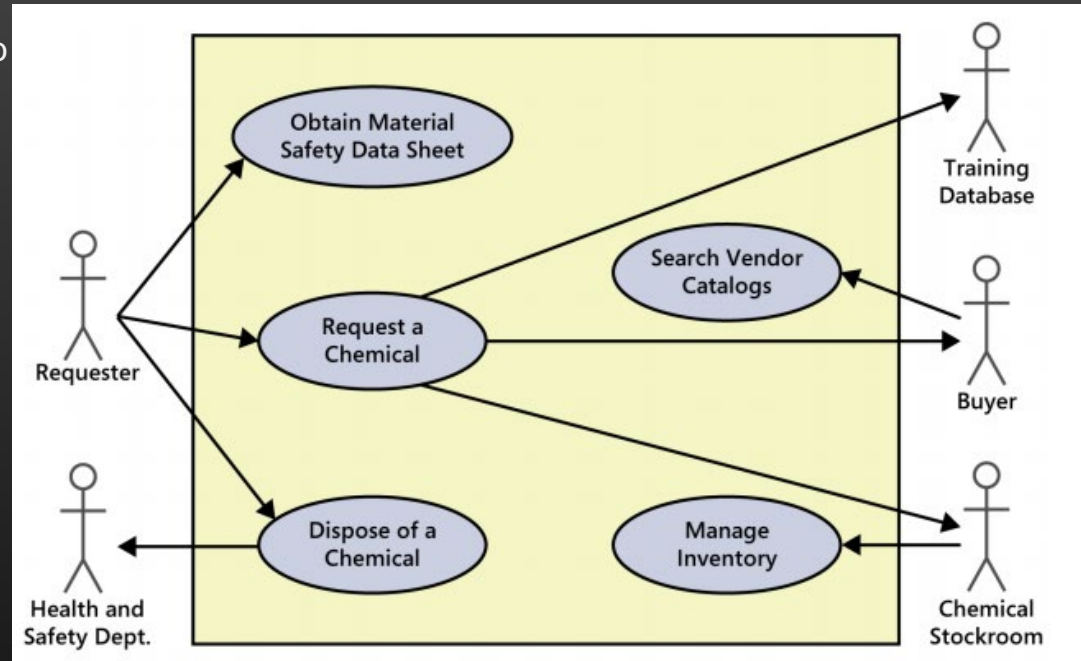 Obtain Material
Safety Data Sheet
Training
Database
Search Vendor
Catalogs
Request a
Chemical
Requester
Buyer
Dispose of a
Chemical
Manage
Inventory
Health and
Safety Dept.
Chemical
Stockroom